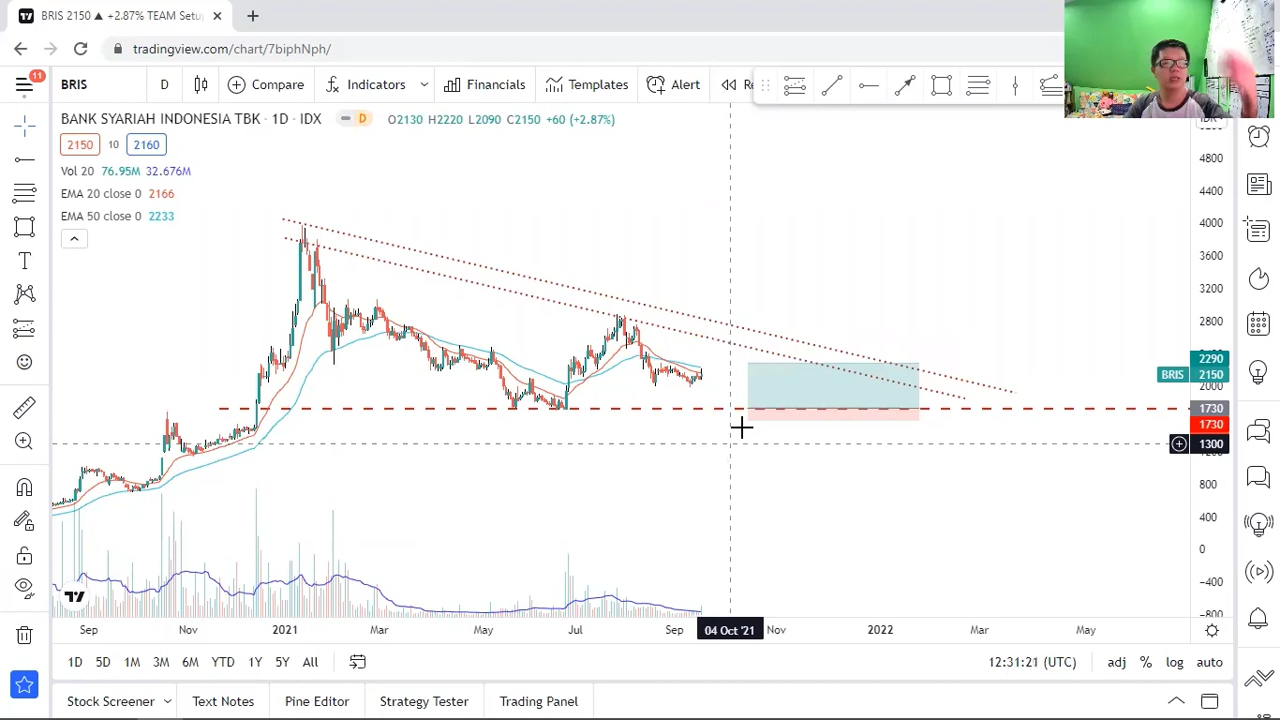 BRIS 2150 ▲ +2.87% TEAM Setu
tradingview.com/chart/7biphNph/
11
BRIS
D
Compare
Indicators
Financials
Templates
Alert
Re
BANK SYARIAH INDONESIA TBK · 1D · IDX
D
O2130 H2220 L2090 C2150 +60 (+2.87%)
2150 10 2160
Vol 20 76.95M 32.676M
EMA 20 close 0 2166
EMA 50 close 0 2233
4800
4400
4000
3600
3200
2800
2290
BRIS 2150
2000
1730
1730
1300
800
400
0
−400
−800
Sep Nov 2021 Mar May Jul Sep 04 Oct '21 Nov 2022 Mar May
1D 5D 1M 3M 6M YTD 1Y 5Y All
12:31:21 (UTC) adj % log auto
Stock Screener Text Notes Pine Editor Strategy Tester Trading Panel